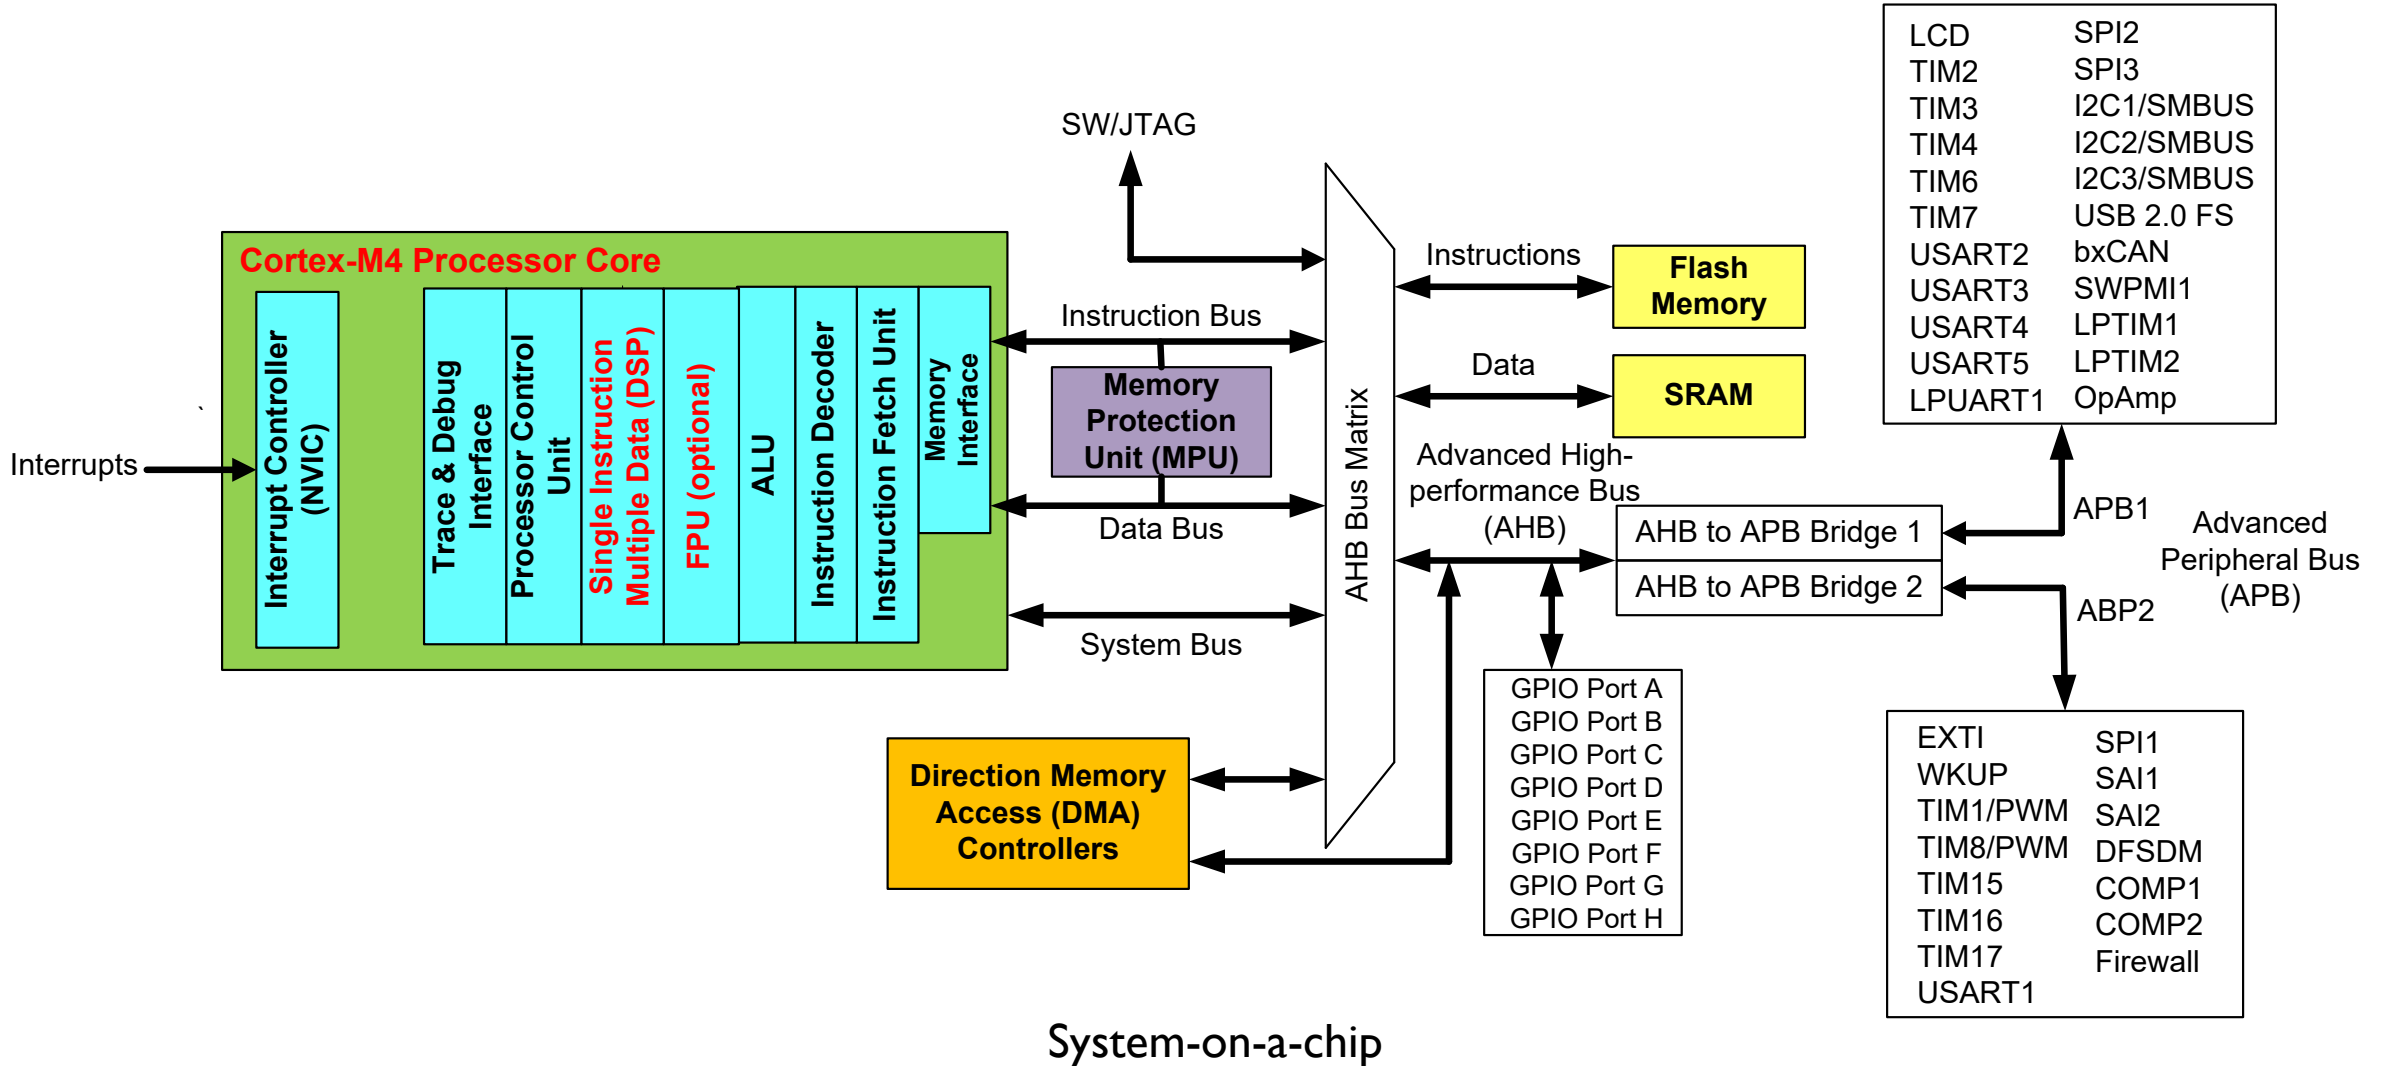 SW/JTAG
Cortex-M4 Processor Core
Interrupts
Interrupt Controller
(NVIC)
Trace & Debug
Interface
Processor Control
Unit
Single Instruction
Multiple Data (DSP)
FPU (optional)
ALU
Instruction Decoder
Instruction Fetch Unit
Memory
Interface
Instruction Bus
Memory
Protection
Unit (MPU)
Data Bus
System Bus
Direction Memory
Access (DMA)
Controllers
AHB Bus Matrix
Instructions
Flash
Memory
Data
SRAM
Advanced High-
performance Bus
(AHB)
AHB to APB Bridge 1
AHB to APB Bridge 2
GPIO Port A
GPIO Port B
GPIO Port C
GPIO Port D
GPIO Port E
GPIO Port F
GPIO Port G
GPIO Port H
LCD
TIM2
TIM3
TIM4
TIM6
TIM7
USART2
USART3
USART4
USART5
LPUART1
SPI2
SPI3
I2C1/SMBUS
I2C2/SMBUS
I2C3/SMBUS
USB 2.0 FS
bxCAN
SWPMI1
LPTIM1
LPTIM2
OpAmp
APB1
Advanced
Peripheral Bus
(APB)
ABP2
EXTI
WKUP
TIM1/PWM
TIM8/PWM
TIM15
TIM16
TIM17
USART1
SPI1
SAI1
SAI2
DFSDM
COMP1
COMP2
Firewall
System-on-a-chip